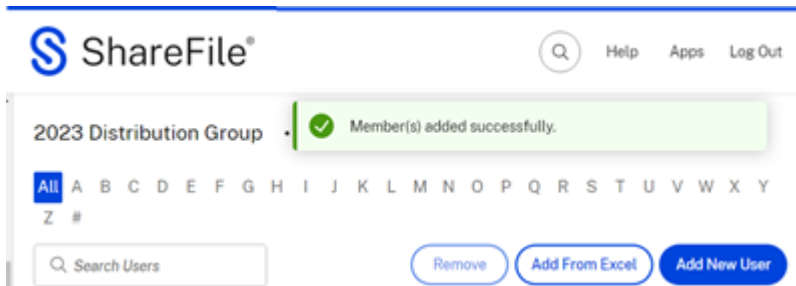 ShareFile®
Help Apps Log Out
2023 Distribution Group •
Member(s) added successfully.
All A B C D E F G H I J K L M N O P Q R S T U V W X Y
Z #
Search Users
Remove Add From Excel Add New User